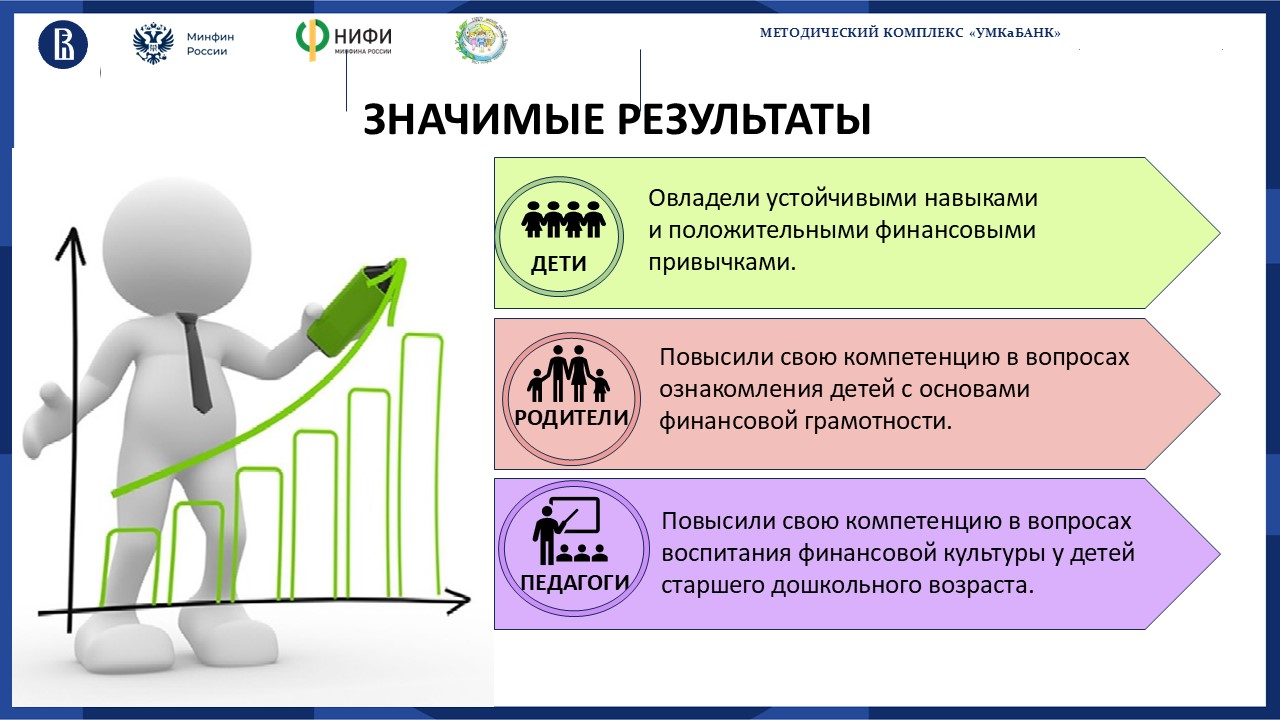 Минфин
России
НИФИ
МИНФИНА РОССИИ
МЕТОДИЧЕСКИЙ КОМПЛЕКС «УМКаБАНК»
ЗНАЧИМЫЕ РЕЗУЛЬТАТЫ
ДЕТИ
Овладели устойчивыми навыками
и положительными финансовыми
привычками.
РОДИТЕЛИ
Повысили свою компетенцию в вопросах
ознакомления детей с основами
финансовой грамотности.
ПЕДАГОГИ
Повысили свою компетенцию в вопросах
воспитания финансовой культуры у детей
старшего дошкольного возраста.